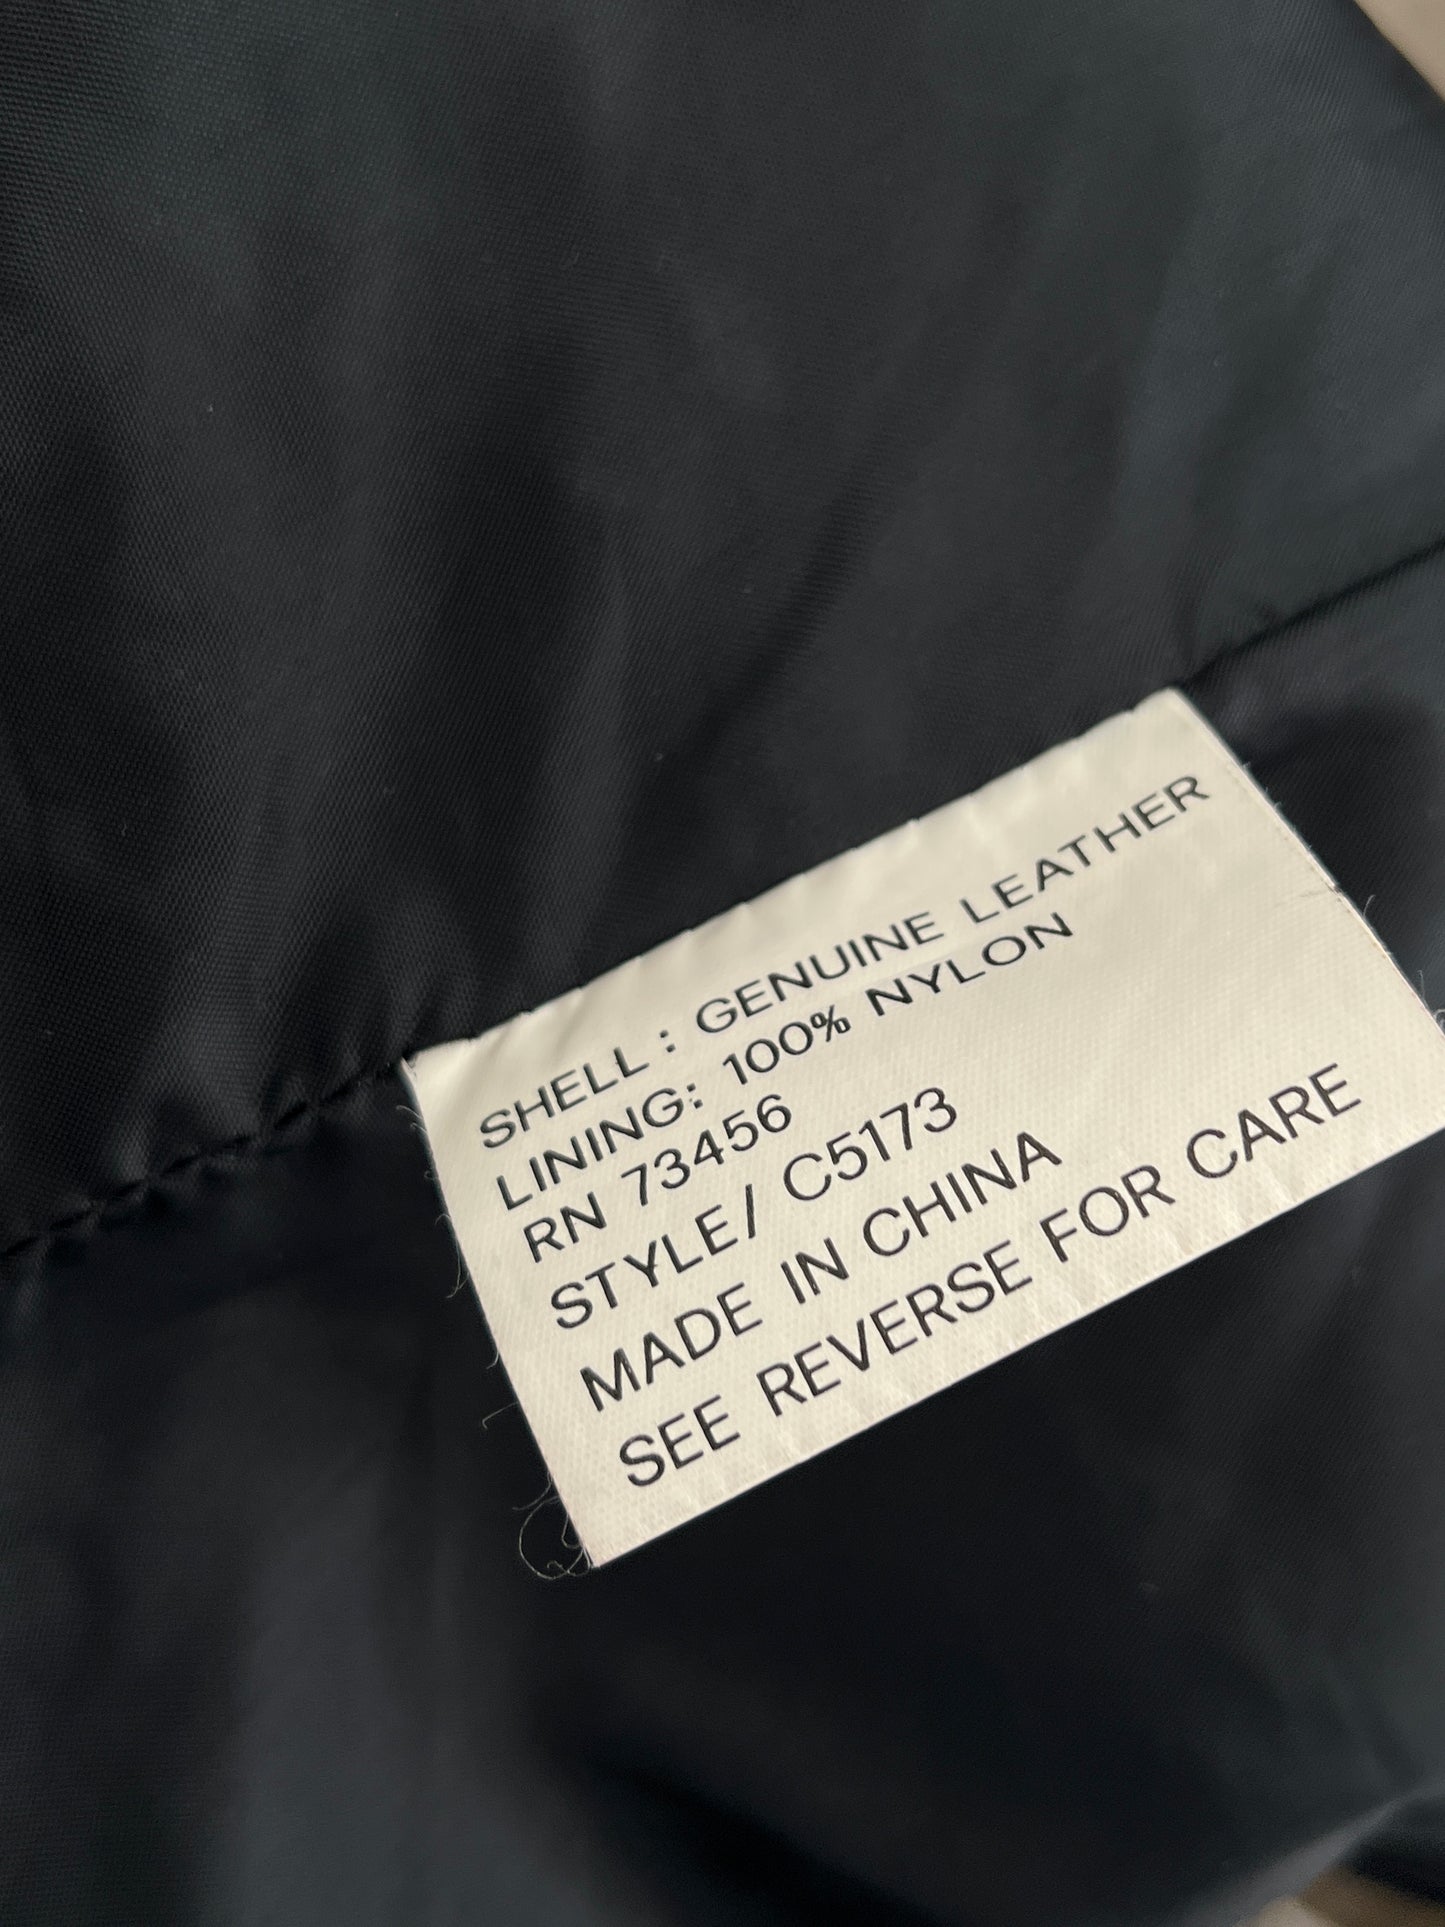 SHELL : GENUINE LEATHER
LINING: 100% NYLON
RN 73456
STYLE/ C5173
MADE IN CHINA
SEE REVERSE FOR CARE